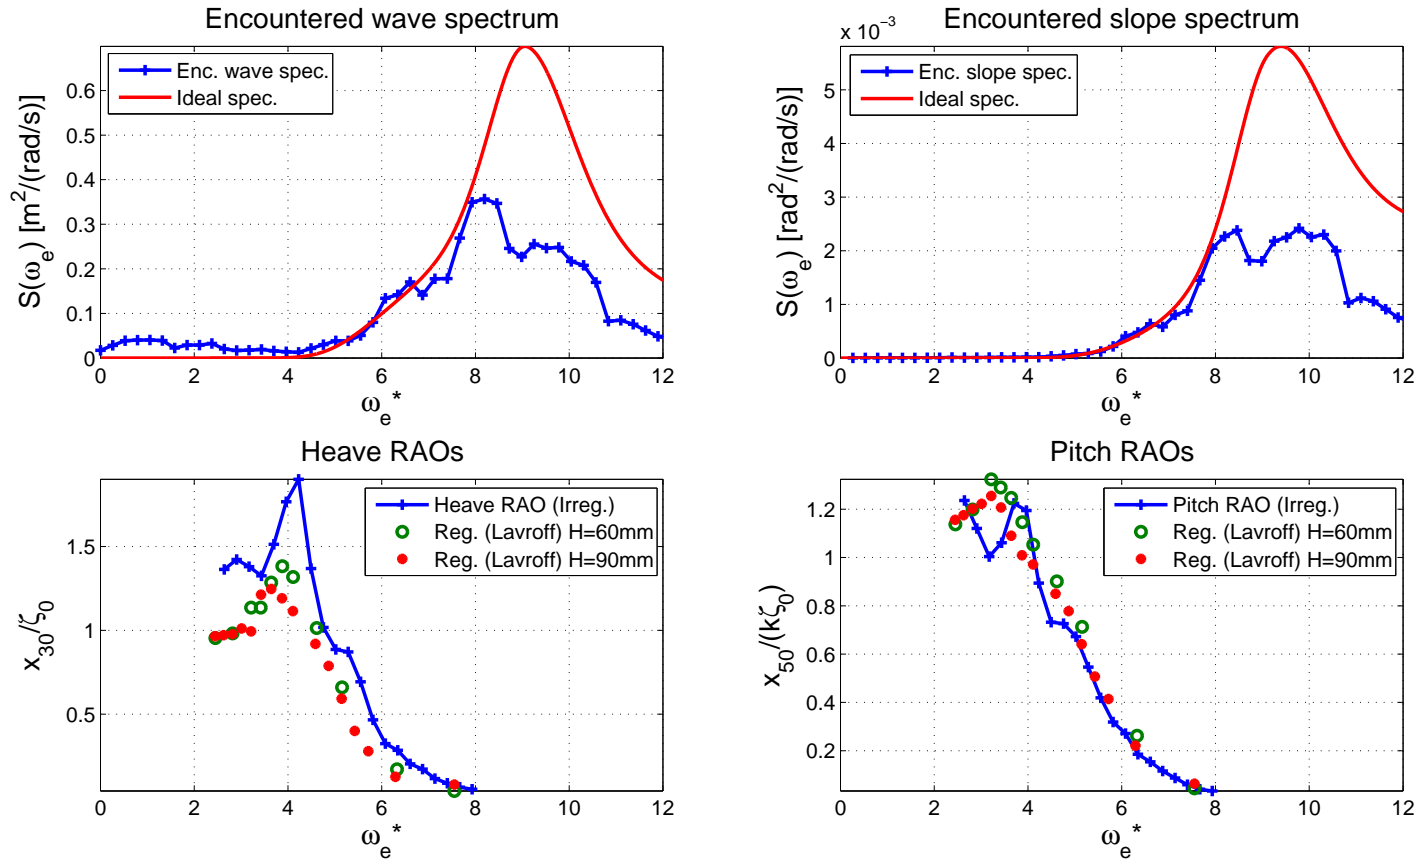 Encountered wave spectrum
Enc. wave spec.
Ideal spec.
S(ω_e) [m^2/(rad/s)]
0.6
0.5
0.4
0.3
0.2
0.1
0
0 2 4 6 8 10 12
ω_e*
Encountered slope spectrum
x 10^−3
Enc. slope spec.
Ideal spec.
S(ω_e) [rad^2/(rad/s)]
5
4
3
2
1
0
0 2 4 6 8 10 12
ω_e*
Heave RAOs
Heave RAO (Irreg.)
Reg. (Lavroff) H=60mm
Reg. (Lavroff) H=90mm
x_30/ζ_0
1.5
1
0.5
0 2 4 6 8 10 12
ω_e*
Pitch RAOs
Pitch RAO (Irreg.)
Reg. (Lavroff) H=60mm
Reg. (Lavroff) H=90mm
x_50/(kζ_0)
1.2
1
0.8
0.6
0.4
0.2
0 2 4 6 8 10 12
ω_e*